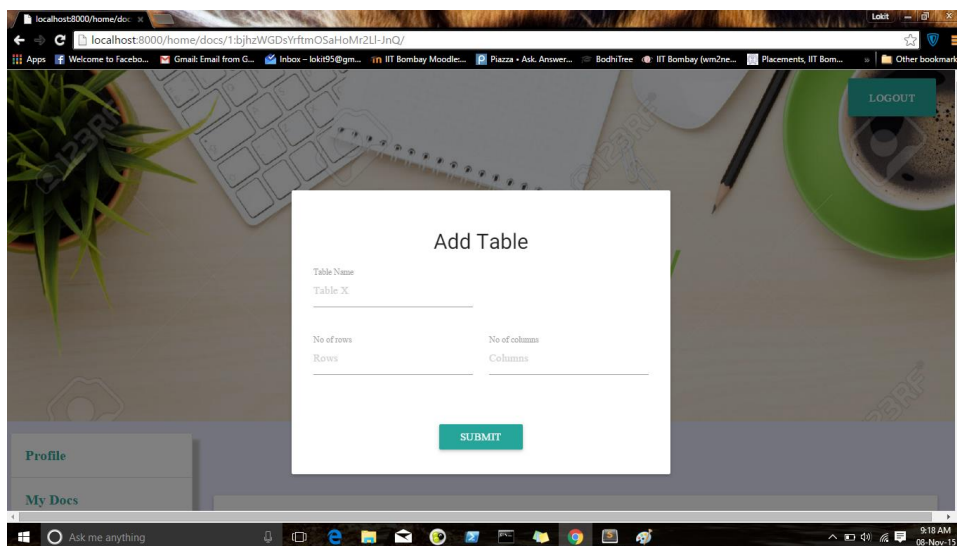 localhost:8000/home/doc ×
Lokit
localhost:8000/home/docs/1:bjhzWGDsYrftmOSaHoMr2Ll-JnQ/
Apps Welcome to Facebo... Gmail: Email from G... Inbox - lokit95@gm... IIT Bombay Moodle:... Piazza • Ask. Answer... BodhiTree IIT Bombay (wm2ne... Placements, IIT Bom... » Other bookmark
LOGOUT
123RF
Add Table
Table Name
Table X
No of rows No of columns
Rows Columns
SUBMIT
Profile
My Docs
Ask me anything
9:18 AM
08-Nov-15